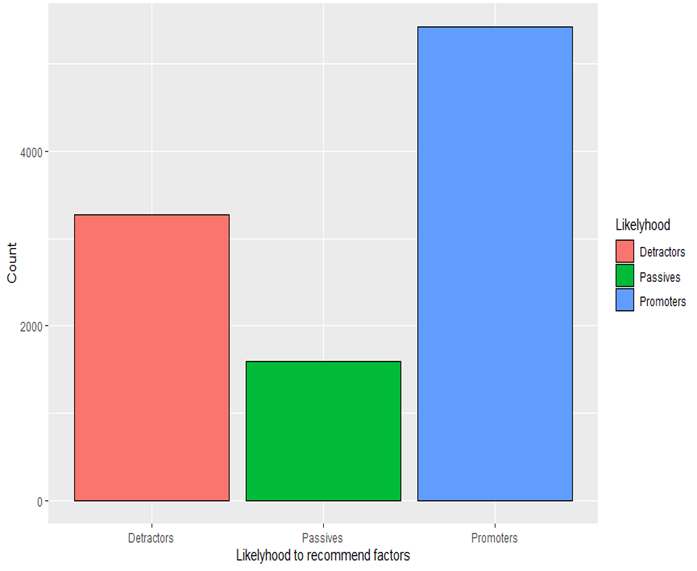 Count
4000
2000
0
Detractors
Passives
Promoters
Likelyhood to recommend factors
Likelyhood
Detractors
Passives
Promoters